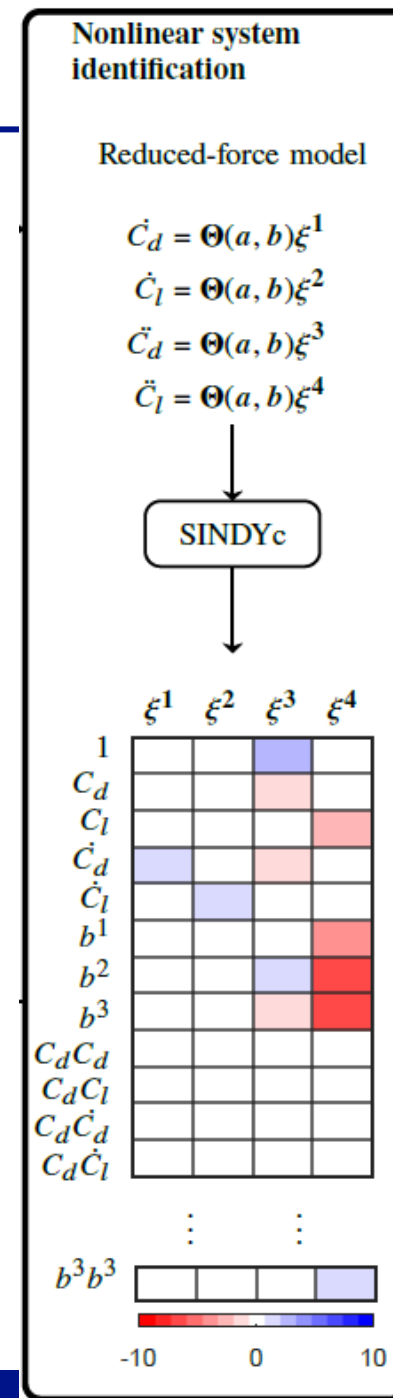 Nonlinear system
identification
Reduced-force model
Ċ_d = Θ(a, b)ξ¹
Ċ_l = Θ(a, b)ξ²
C̈_d = Θ(a, b)ξ³
C̈_l = Θ(a, b)ξ⁴
SINDYc
ξ¹ ξ² ξ³ ξ⁴
1
C_d
C_l
Ċ_d
Ċ_l
b¹
b²
b³
C_dC_d
C_dC_l
C_dĊ_d
C_dĊ_l
⋮ ⋮
b³b³
-10 0 10